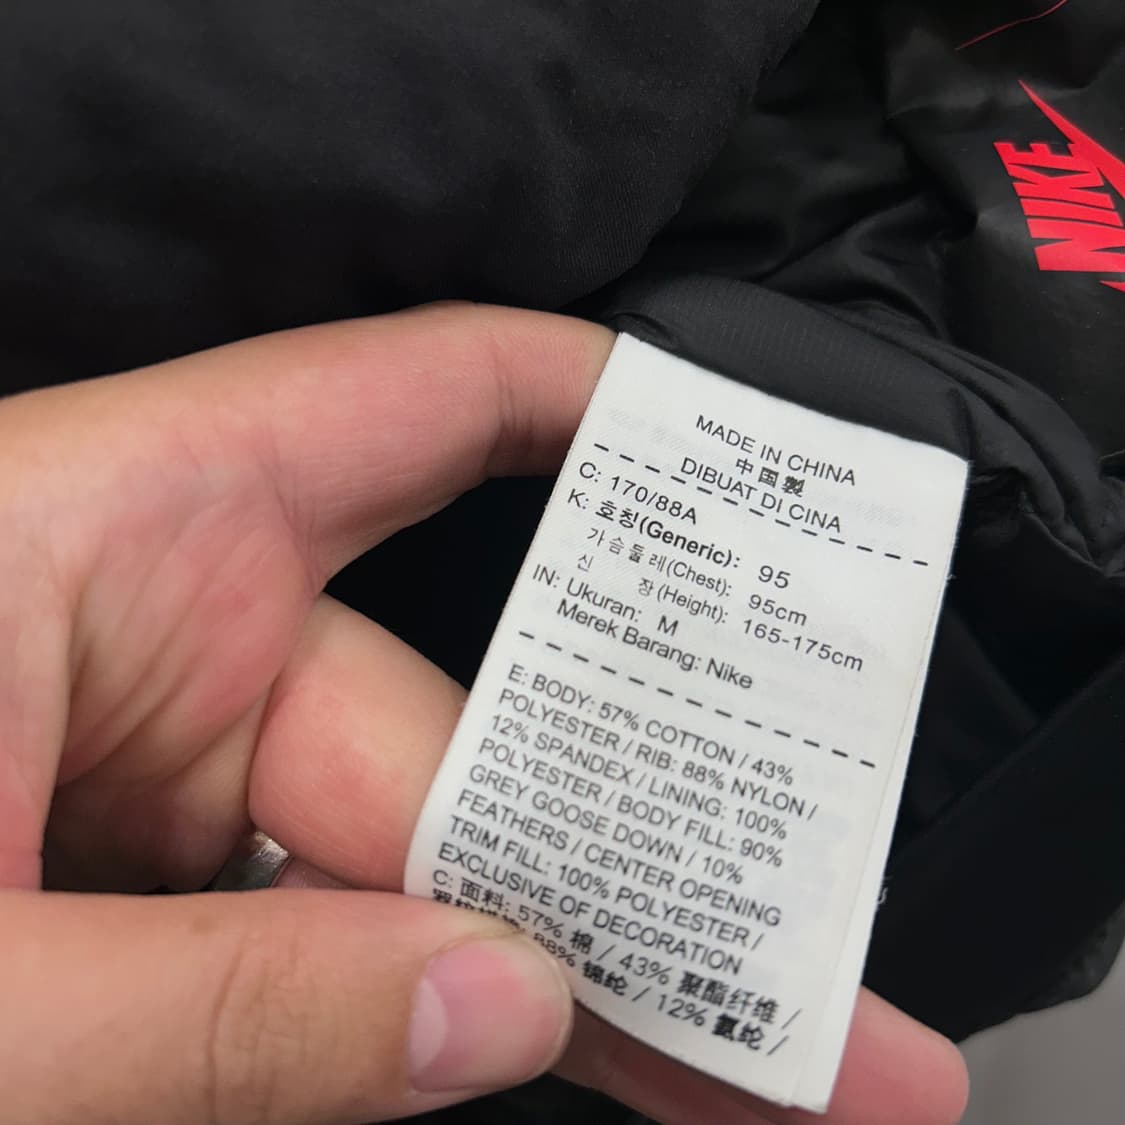 NIKE
MADE IN CHINA
中国製
DIBUAT DI CINA
C: 170/88A
K: 호칭(Generic): 95
가슴둘레(Chest): 95cm
신 장(Height): 165-175cm
IN: Ukuran: M
Merek Barang: Nike
E: BODY: 57% COTTON / 43%
POLYESTER / RIB: 88% NYLON /
12% SPANDEX / LINING: 100%
POLYESTER / BODY FILL: 90%
GREY GOOSE DOWN / 10%
FEATHERS / CENTER OPENING
TRIM FILL: 100% POLYESTER /
EXCLUSIVE OF DECORATION
C: 面料: 57% 棉 / 43% 聚酯纤维 /
88% 锦纶 / 12% 氨纶 /